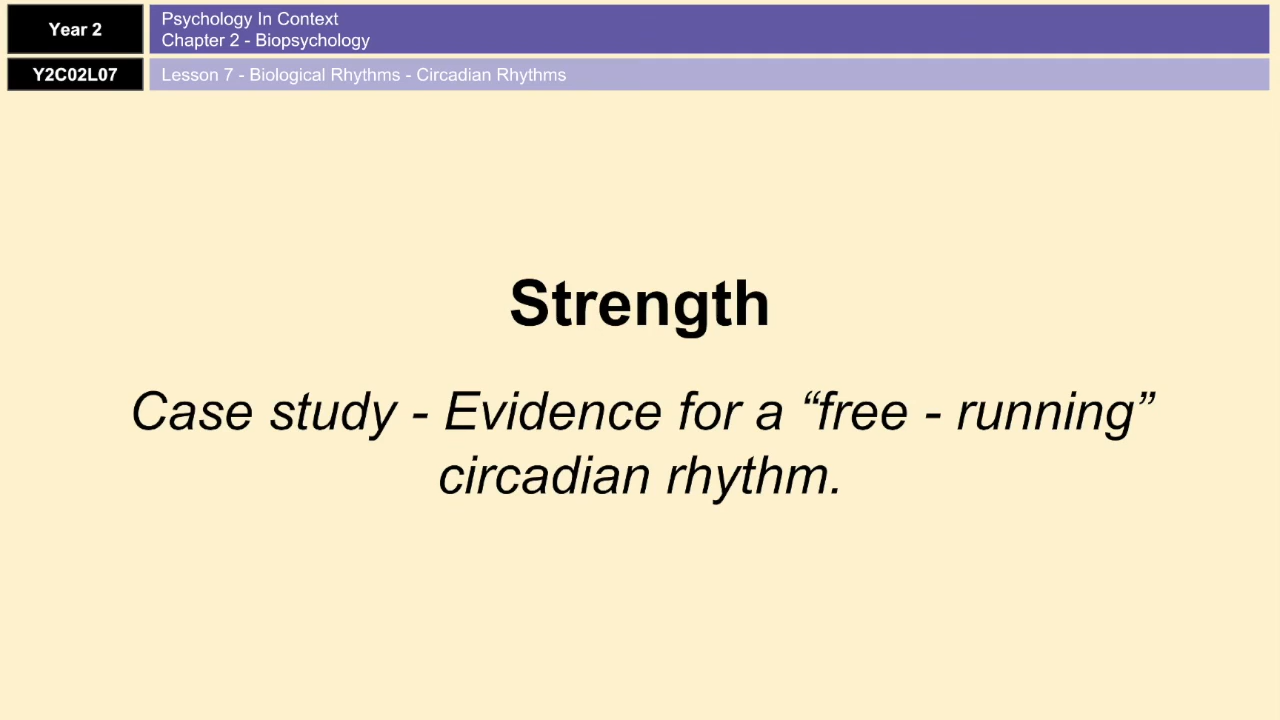 Year 2
Psychology In Context
Chapter 2 - Biopsychology
Y2C02L07
Lesson 7 - Biological Rhythms - Circadian Rhythms
Strength
Case study - Evidence for a “free - running”
circadian rhythm.